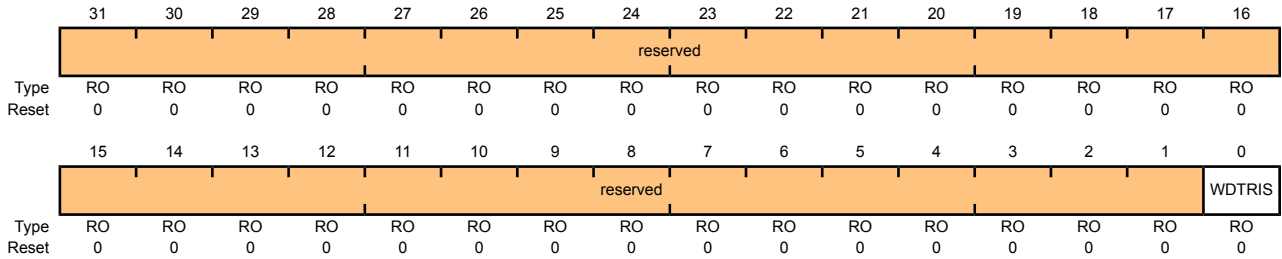 31 30 29 28 27 26 25 24 23 22 21 20 19 18 17 16
reserved
Type RO RO RO RO RO RO RO RO RO RO RO RO RO RO RO RO
Reset 0 0 0 0 0 0 0 0 0 0 0 0 0 0 0 0
15 14 13 12 11 10 9 8 7 6 5 4 3 2 1 0
reserved WDTRIS
Type RO RO RO RO RO RO RO RO RO RO RO RO RO RO RO RO
Reset 0 0 0 0 0 0 0 0 0 0 0 0 0 0 0 0